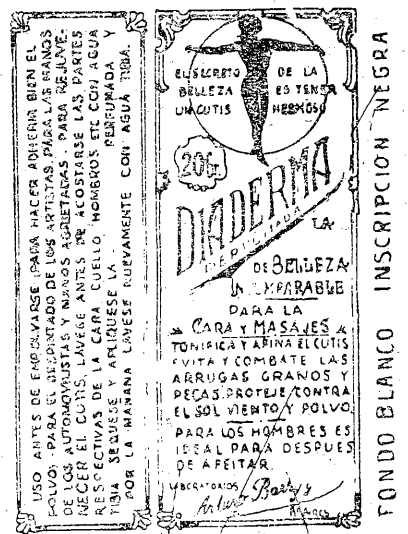 USO ANTES DE EMPOLVARSE PARA HACER ADHERIR BIEN EL
POLVO, PARA EL DESPINTADO DE LOS ARTISTAS, PARA LAS MANOS
DE LOS AUTOMOVILISTAS Y MANOS AGRIETADAS, PARA REJUVE-
NECER EL CUTIS, LAVESE ANTES DE ACOSTARSE LAS PARTES
RESPECTIVAS DE LA CARA CUELLO HOMBROS ETC CON AGUA
TIBIA SEQUESE Y APLIQUESE LA PERFUMADA Y
POR LA MAÑANA LAVESE NUEVAMENTE CON AGUA TIBIA.
EL SECRETO DE LA
BELLEZA ES TENER
UN CUTIS HERMOSO
20 Gr.
DIADERMA
PERFUMADA
LA
DE BELLEZA
INCOMPARABLE
PARA LA
CARA Y MASAJES
TONIFICA Y AFINA EL CUTIS
EVITA Y COMBATE LAS
ARRUGAS GRANOS Y
PECAS. PROTEJE CONTRA
EL SOL VIENTO Y POLVO.
PARA LOS HOMBRES ES
IDEAL PARA DESPUES
DE AFEITAR.
LABORATORIOS
Arturo
FONDO BLANCO INSCRIPCION NEGRA